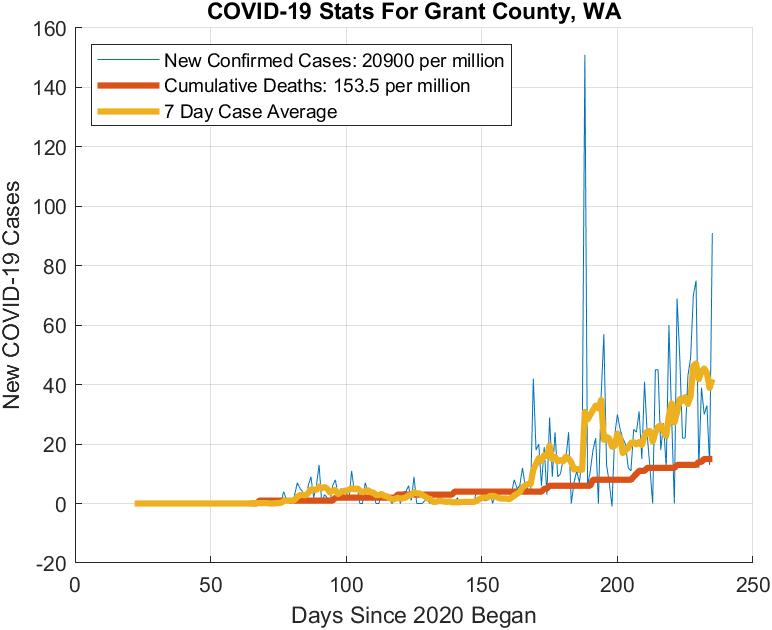 COVID-19 Stats For Grant County, WA
New Confirmed Cases: 20900 per million
Cumulative Deaths: 153.5 per million
7 Day Case Average
New COVID-19 Cases
160
140
120
100
80
60
40
20
0
-20
0 50 100 150 200 250
Days Since 2020 Began